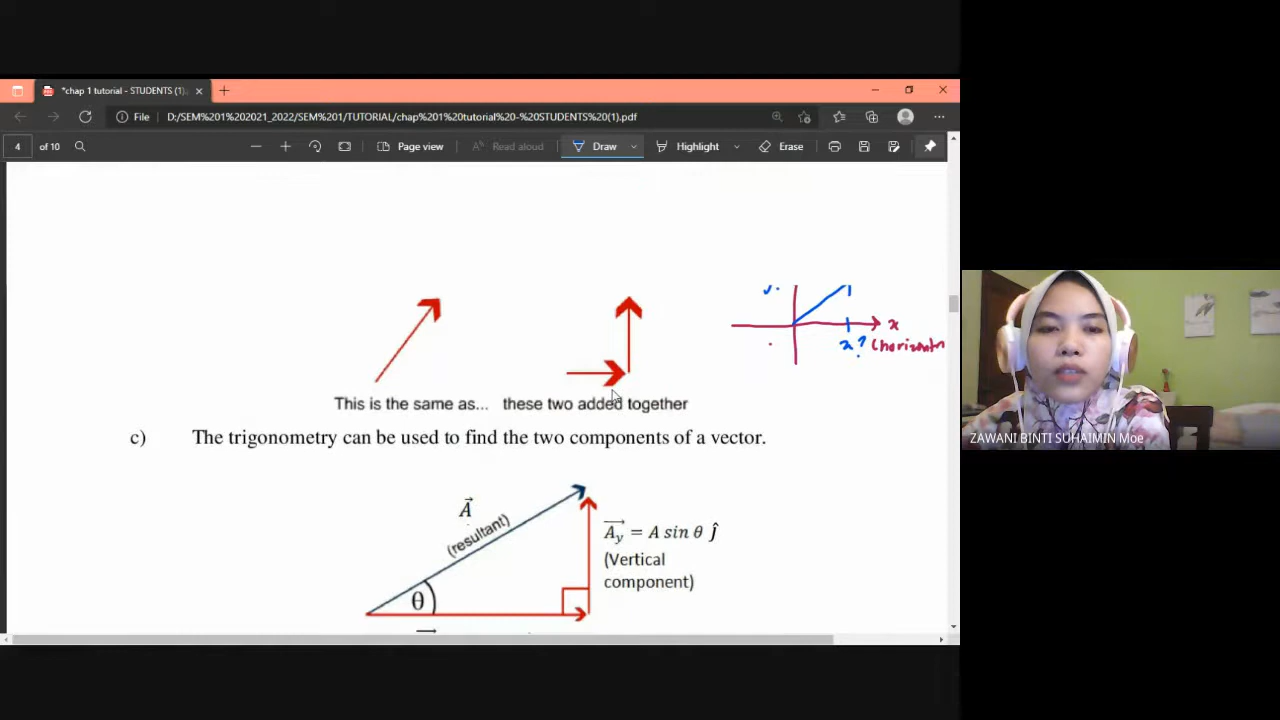 *chap 1 tutorial - STUDENTS (1).
File
D:/SEM%201%202021_2022/SEM%201/TUTORIAL/chap%201%20tutorial%20-%20STUDENTS%20(1).pdf
4 of 10
Page view
Read aloud
Draw
Highlight
Erase
x
x?
(horizontn
This is the same as... these two added together
c) The trigonometry can be used to find the two components of a vector.
ZAWANI BINTI SUHAIMIN Moe
A⃗
(resultant)
θ
A_y⃗ = A sin θ ĵ
(Vertical
component)